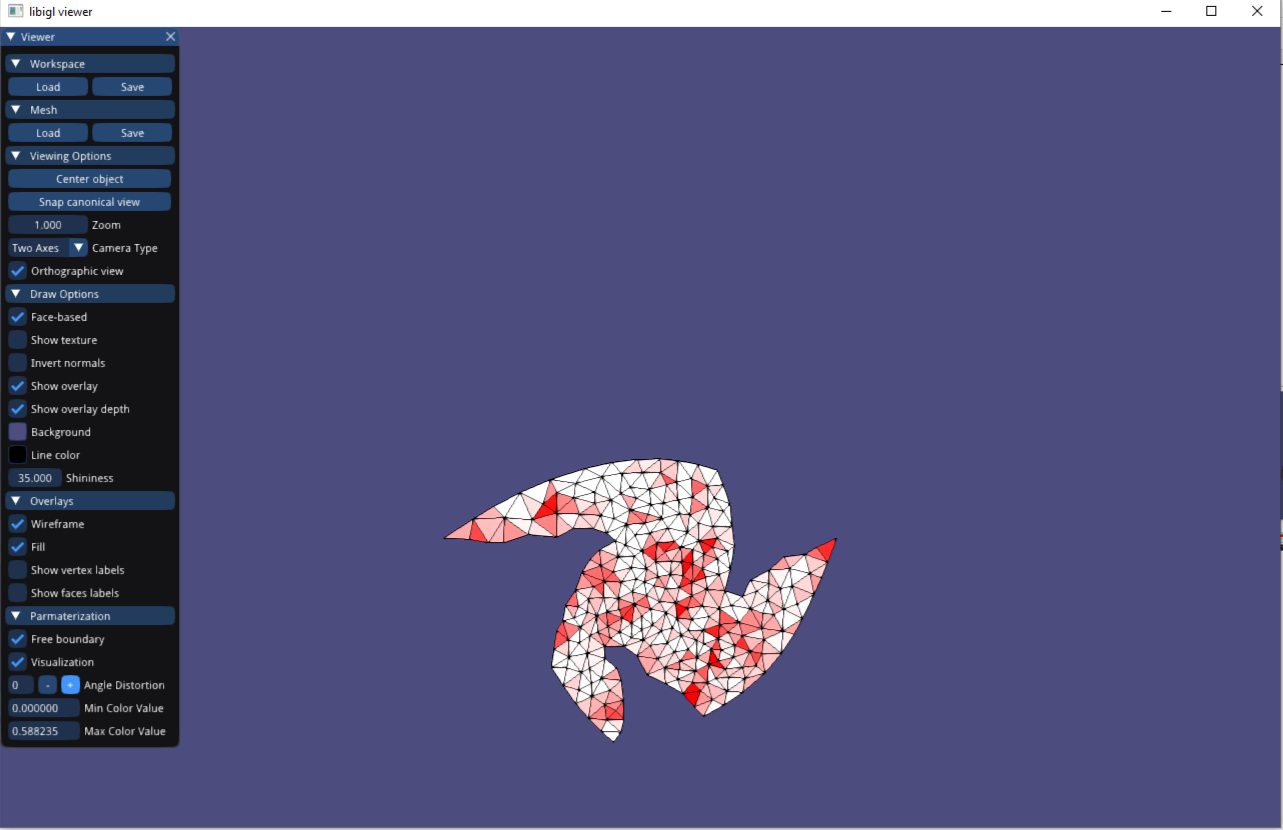 libigl viewer
Viewer
Workspace
Load Save
Mesh
Load Save
Viewing Options
Center object
Snap canonical view
1.000 Zoom
Two Axes Camera Type
Orthographic view
Draw Options
Face-based
Show texture
Invert normals
Show overlay
Show overlay depth
Background
Line color
35.000 Shininess
Overlays
Wireframe
Fill
Show vertex labels
Show faces labels
Parmaterization
Free boundary
Visualization
0 - + Angle Distortion
0.000000 Min Color Value
0.588235 Max Color Value